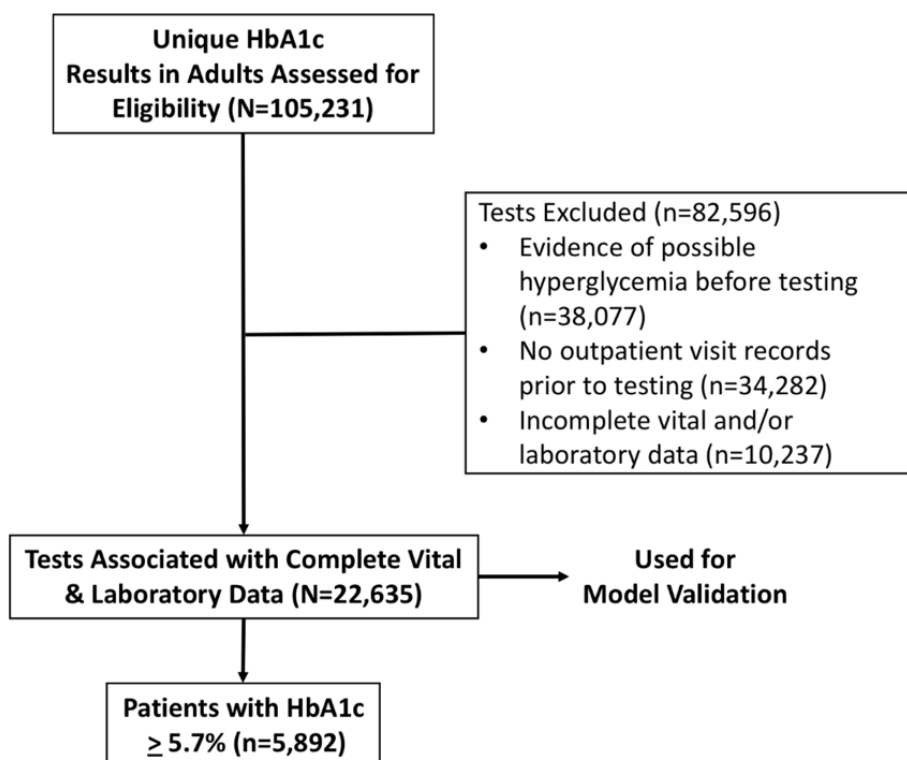 Unique HbA1c
Results in Adults Assessed for
Eligibility (N=105,231)
Tests Excluded (n=82,596)
• Evidence of possible
hyperglycemia before testing
(n=38,077)
• No outpatient visit records
prior to testing (n=34,282)
• Incomplete vital and/or
laboratory data (n=10,237)
Tests Associated with Complete Vital
& Laboratory Data (N=22,635)
Used for
Model Validation
Patients with HbA1c
≥ 5.7% (n=5,892)